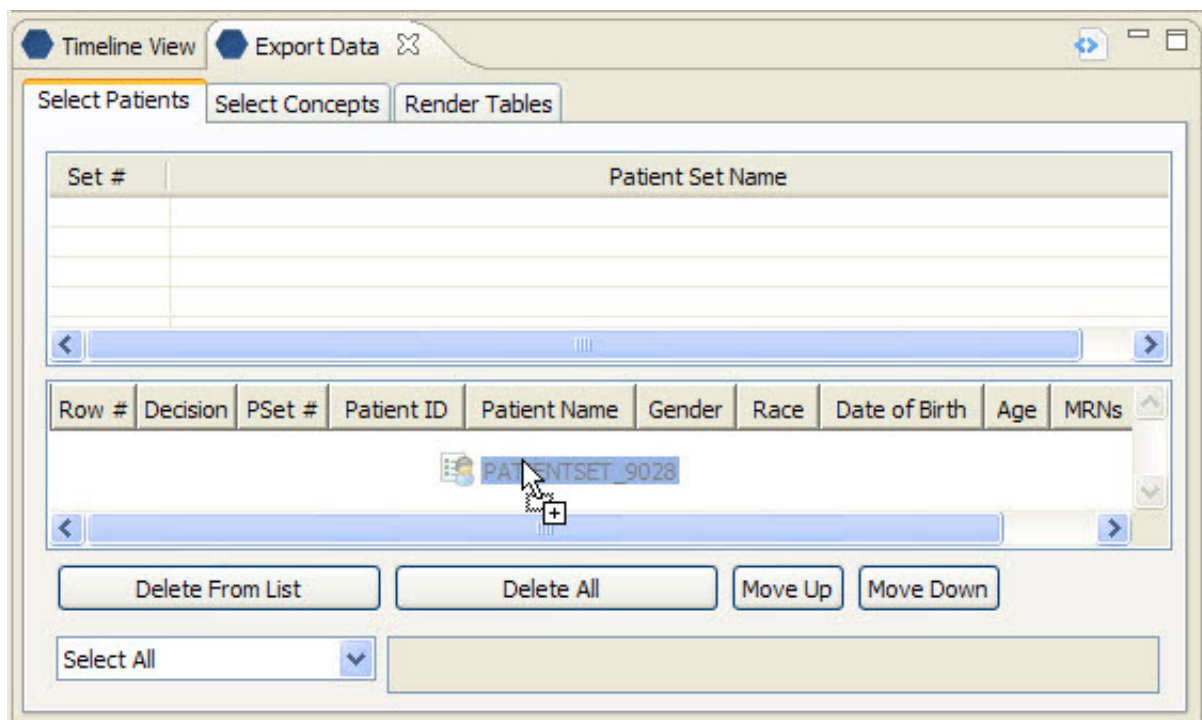 Timeline View Export Data
Select Patients Select Concepts Render Tables
Set # Patient Set Name
Row # Decision PSet # Patient ID Patient Name Gender Race Date of Birth Age MRNs
PATIENTSET_9028
Delete From List Delete All Move Up Move Down
Select All